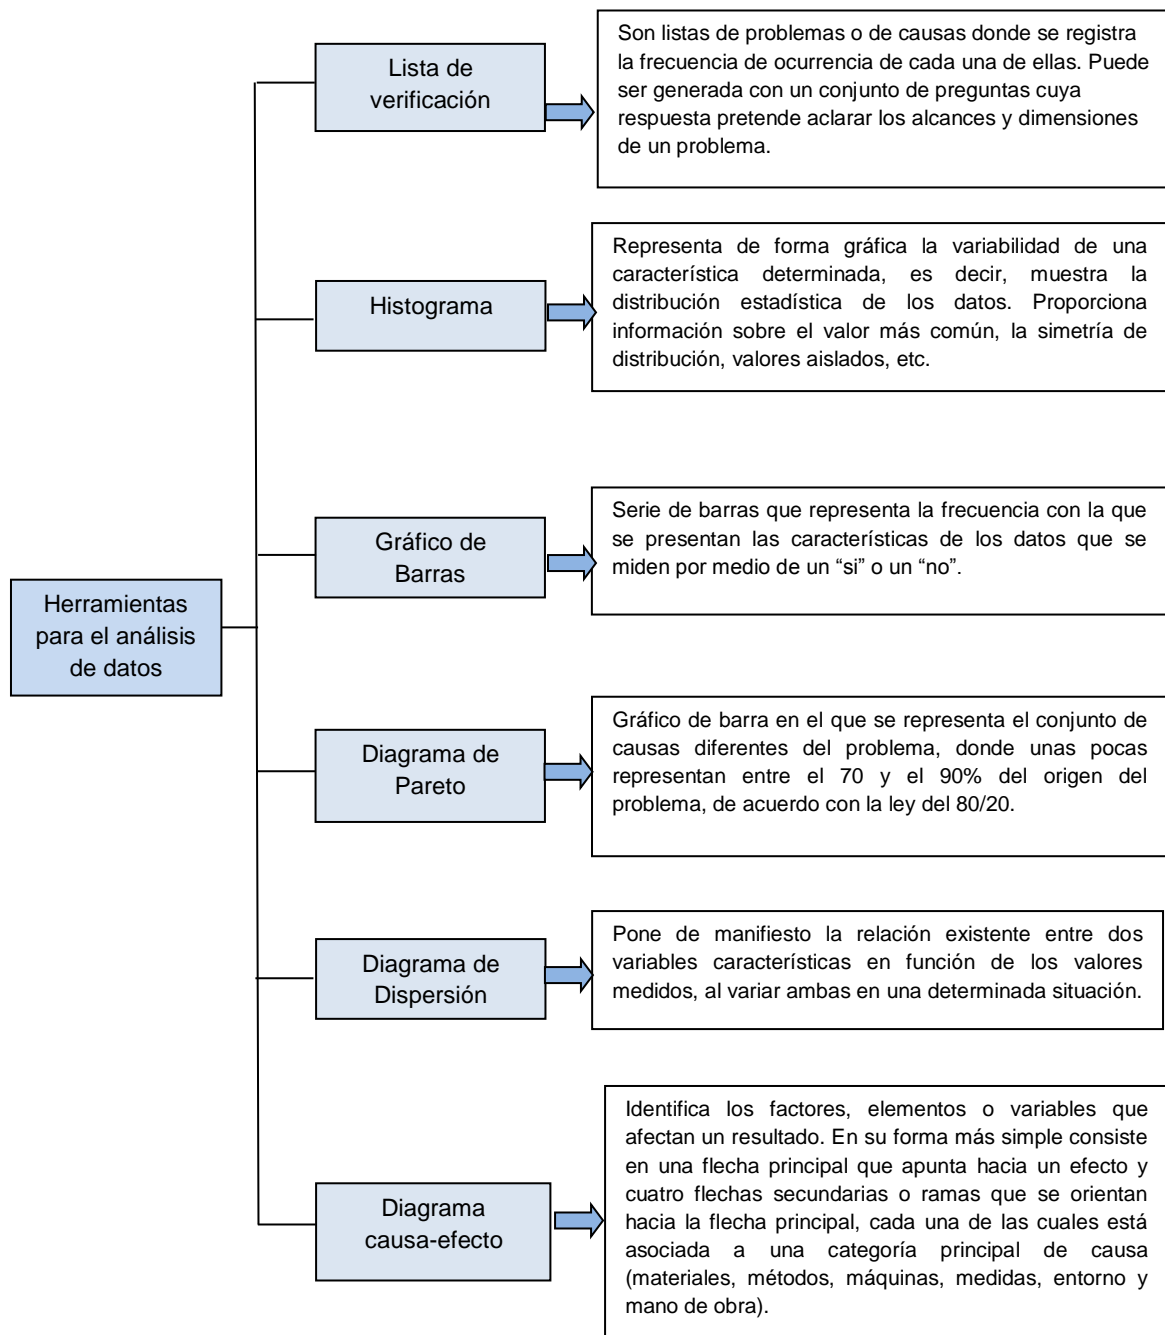 Lista de
verificación
Son listas de problemas o de causas donde se registra
la frecuencia de ocurrencia de cada una de ellas. Puede
ser generada con un conjunto de preguntas cuya
respuesta pretende aclarar los alcances y dimensiones
de un problema.
Histograma
Representa de forma gráfica la variabilidad de una
característica determinada, es decir, muestra la
distribución estadística de los datos. Proporciona
información sobre el valor más común, la simetría de
distribución, valores aislados, etc.
Gráfico de
Barras
Serie de barras que representa la frecuencia con la que
se presentan las características de los datos que se
miden por medio de un “si” o un “no”.
Herramientas
para el análisis
de datos
Diagrama de
Pareto
Gráfico de barra en el que se representa el conjunto de
causas diferentes del problema, donde unas pocas
representan entre el 70 y el 90% del origen del
problema, de acuerdo con la ley del 80/20.
Diagrama de
Dispersión
Pone de manifiesto la relación existente entre dos
variables características en función de los valores
medidos, al variar ambas en una determinada situación.
Diagrama
causa-efecto
Identifica los factores, elementos o variables que
afectan un resultado. En su forma más simple consiste
en una flecha principal que apunta hacia un efecto y
cuatro flechas secundarias o ramas que se orientan
hacia la flecha principal, cada una de las cuales está
asociada a una categoría principal de causa
(materiales, métodos, máquinas, medidas, entorno y
mano de obra).